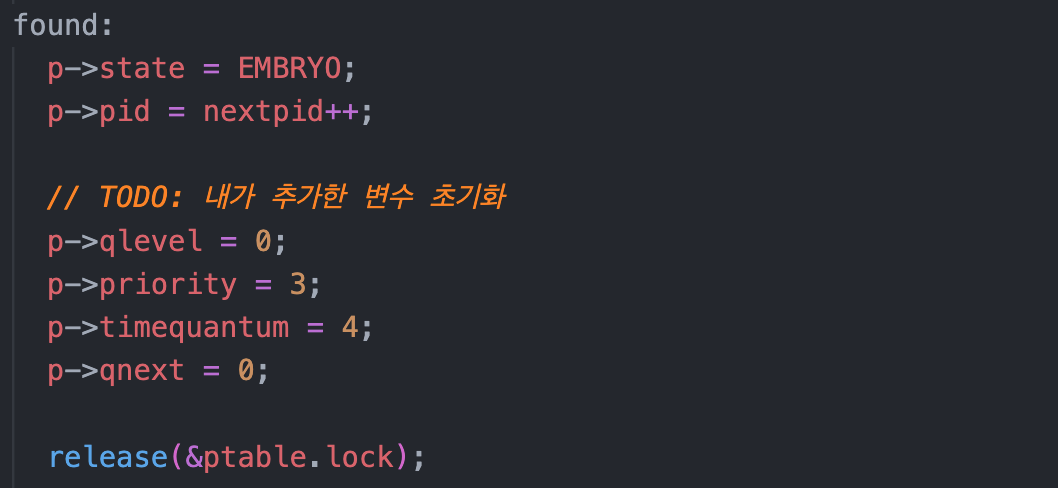 found:
p->state = EMBRYO;
p->pid = nextpid++;
// TODO: 내가 추가한 변수 초기화
p->qlevel = 0;
p->priority = 3;
p->timequantum = 4;
p->qnext = 0;
release(&ptable.lock);